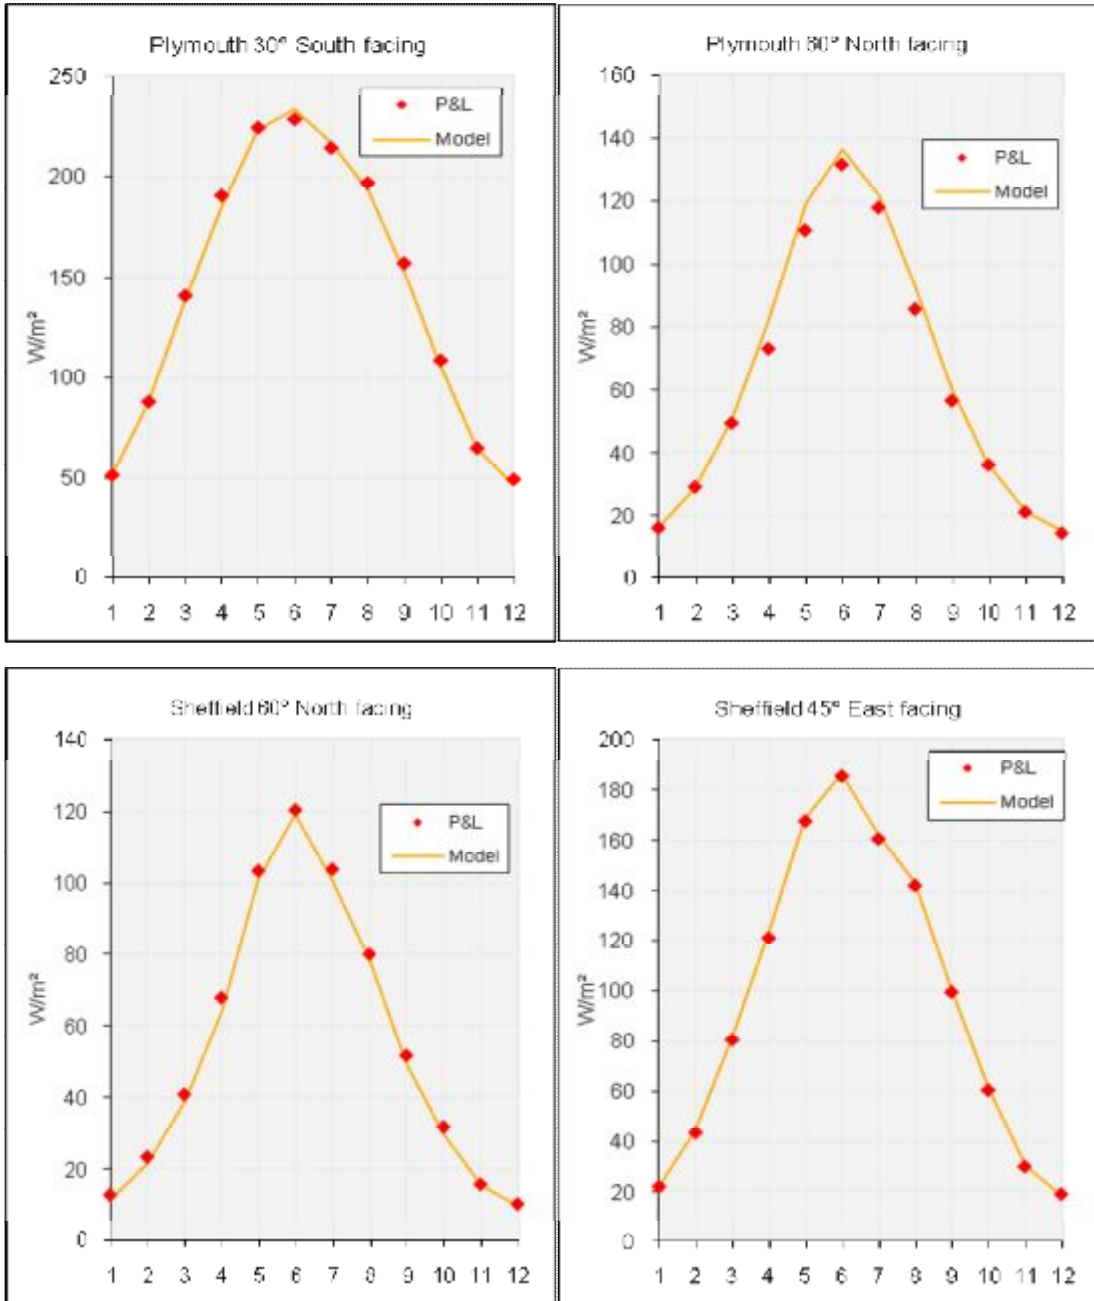 Plymouth 30° South facing
250
200
150
100
50
0
W/m²
P&L
Model
1 2 3 4 5 6 7 8 9 10 11 12
Plymouth 60° North facing
160
140
120
100
80
60
40
20
0
W/m²
P&L
Model
1 2 3 4 5 6 7 8 9 10 11 12
Sheffield 60° North facing
140
120
100
80
60
40
20
0
W/m²
P&L
Model
1 2 3 4 5 6 7 8 9 10 11 12
Sheffield 45° East facing
200
180
160
140
120
100
80
60
40
20
0
W/m²
P&L
Model
1 2 3 4 5 6 7 8 9 10 11 12